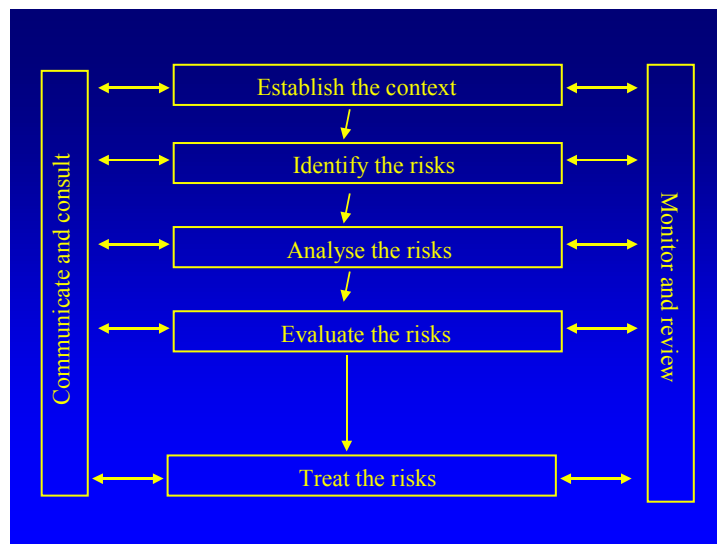 Establish the context
Identify the risks
Analyse the risks
Evaluate the risks
Treat the risks
Communicate and consult
Monitor and review